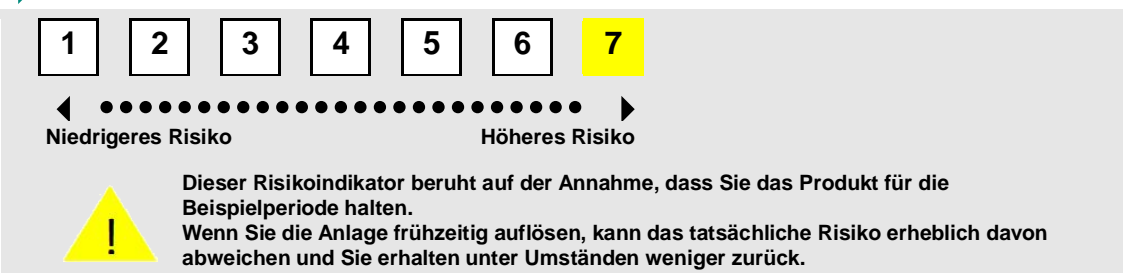 1 2 3 4 5 6 7
Niedrigeres Risiko Höheres Risiko
Dieser Risikoindikator beruht auf der Annahme, dass Sie das Produkt für die
Beispielperiode halten.
Wenn Sie die Anlage frühzeitig auflösen, kann das tatsächliche Risiko erheblich davon
abweichen und Sie erhalten unter Umständen weniger zurück.
!